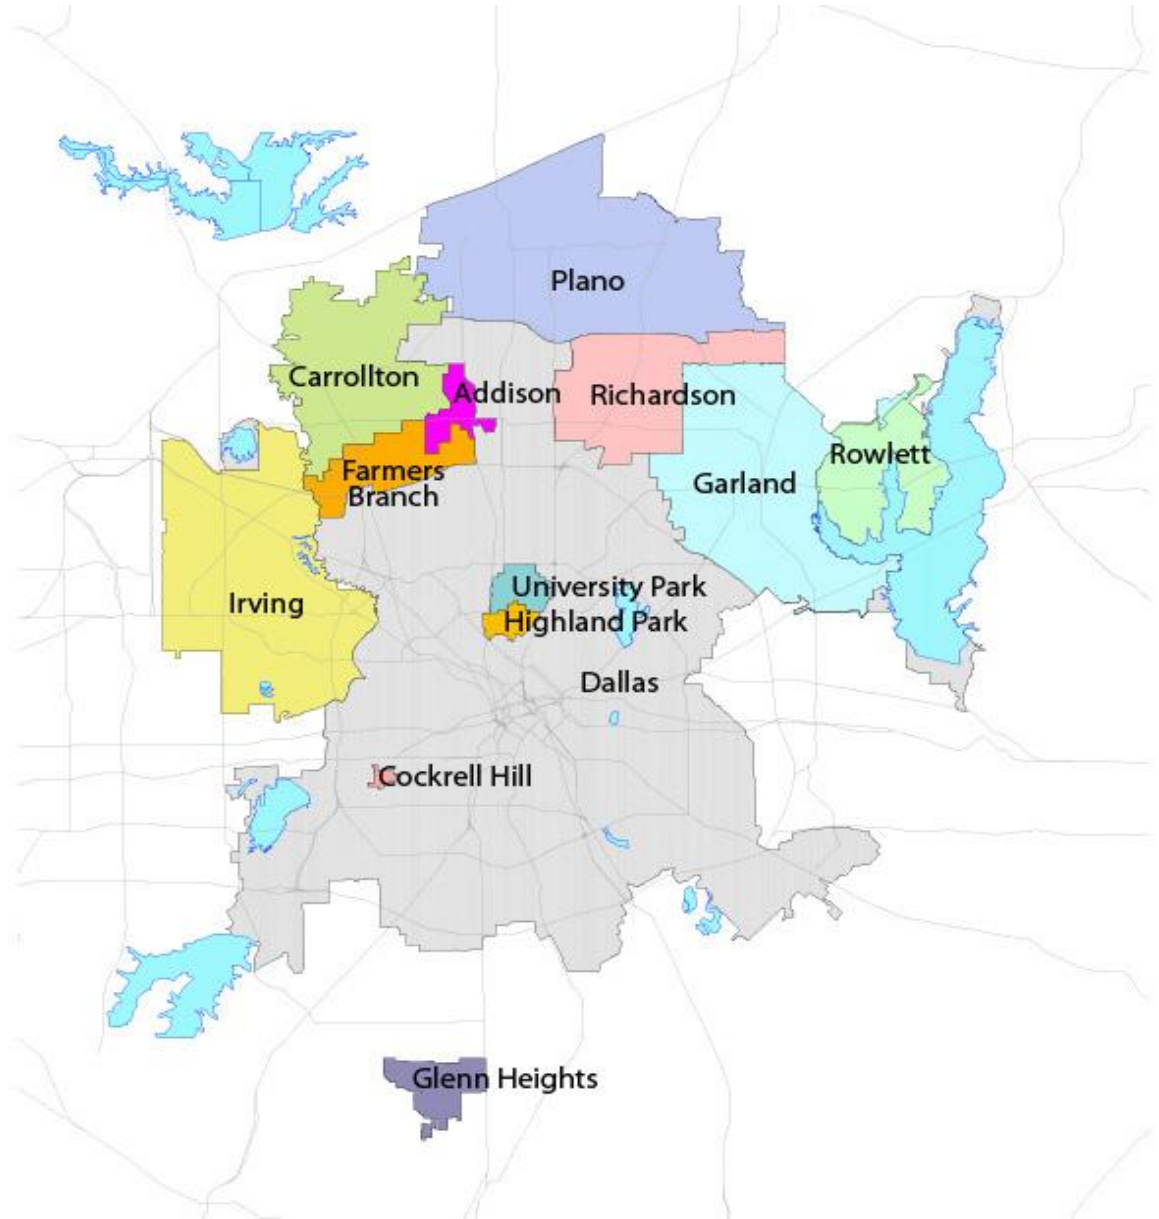 Plano
Carrollton
Addison
Richardson
Farmers
Branch
Rowlett
Garland
University Park
Irving
Highland Park
Dallas
Cockrell Hill
Glenn Heights